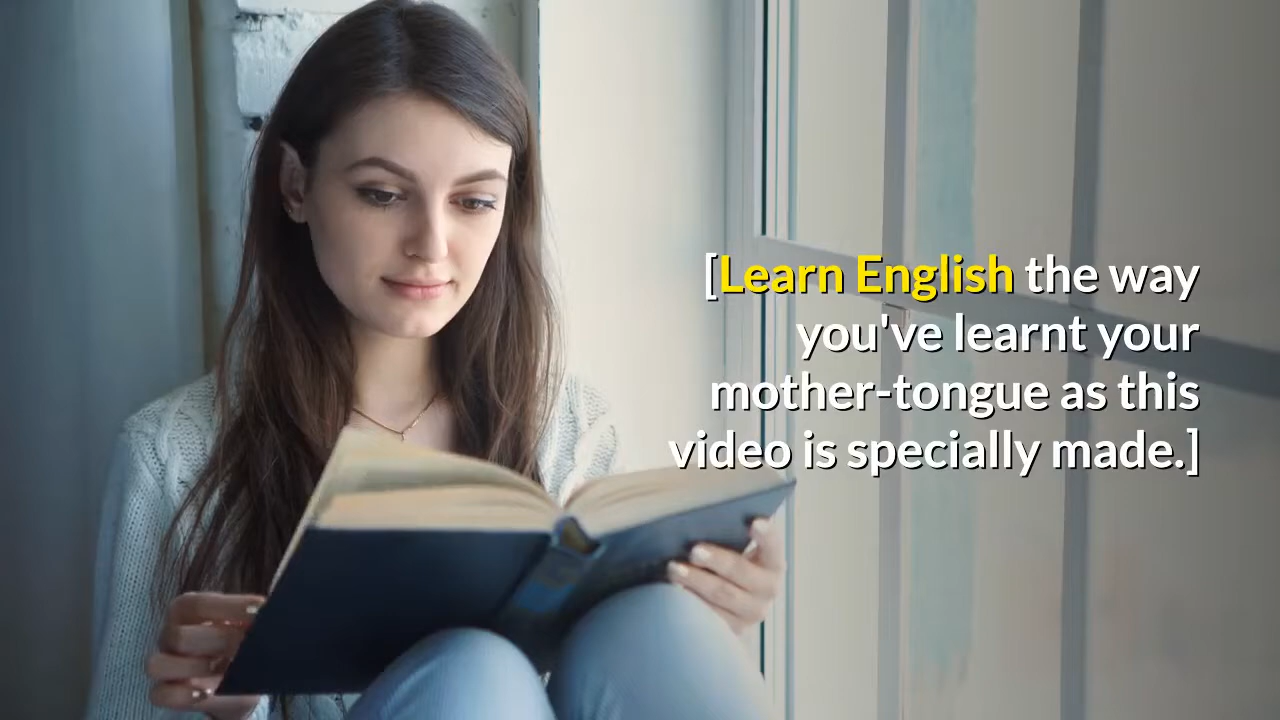 [Learn English the way
you've learnt your
mother-tongue as this
video is specially made.]